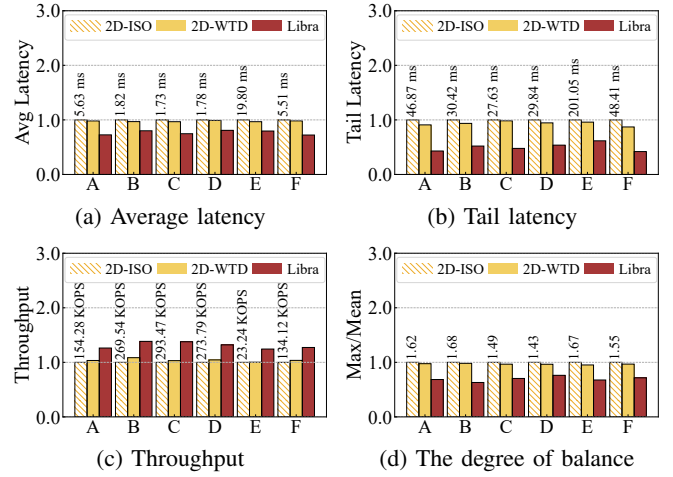 2D-ISO 2D-WTD Libra
Avg Latency
3.0
2.0
1.0
0.0
5.63 ms
1.82 ms
1.73 ms
1.78 ms
19.80 ms
5.51 ms
A B C D E F
(a) Average latency
2D-ISO 2D-WTD Libra
Tail Latency
3.0
2.0
1.0
0.0
46.87 ms
30.42 ms
27.63 ms
29.84 ms
201.05 ms
48.41 ms
A B C D E F
(b) Tail latency
2D-ISO 2D-WTD Libra
Throughput
3.0
2.0
1.0
0.0
154.28 KOPS
269.54 KOPS
293.47 KOPS
273.79 KOPS
23.24 KOPS
134.12 KOPS
A B C D E F
(c) Throughput
2D-ISO 2D-WTD Libra
Max/Mean
3.0
2.0
1.0
0.0
1.62
1.68
1.49
1.43
1.67
1.55
A B C D E F
(d) The degree of balance